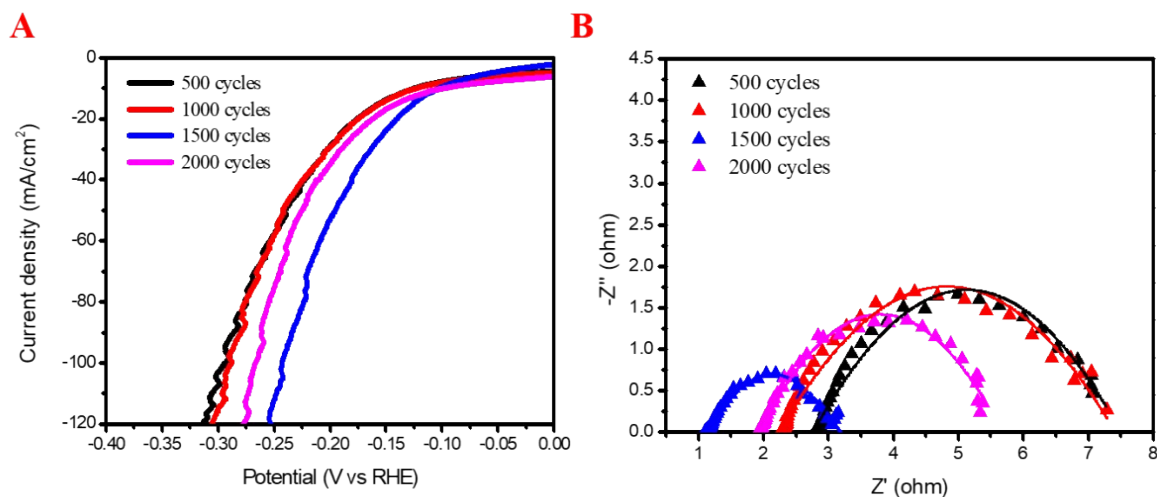 A
0
-20
-40
-60
-80
-100
-120
-0.40
-0.35
-0.30
-0.25
-0.20
-0.15
-0.10
-0.05
0.00
Current density (mA/cm²)
Potential (V vs RHE)
500 cycles
1000 cycles
1500 cycles
2000 cycles
B
4.5
4.0
3.5
3.0
2.5
2.0
1.5
1.0
0.5
0.0
1
2
3
4
5
6
7
8
-Z'' (ohm)
Z' (ohm)
500 cycles
1000 cycles
1500 cycles
2000 cycles